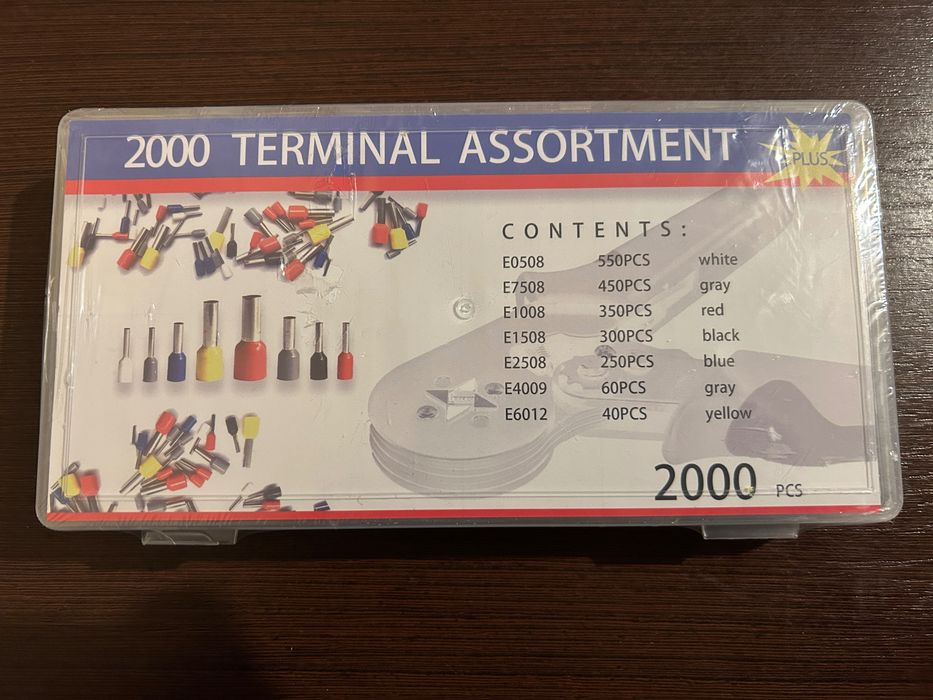 2000 TERMINAL ASSORTMENT
PLUS
CONTENTS:
E0508 550PCS white
E7508 450PCS gray
E1008 350PCS red
E1508 300PCS black
E2508 250PCS blue
E4009 60PCS gray
E6012 40PCS yellow
2000 PCS